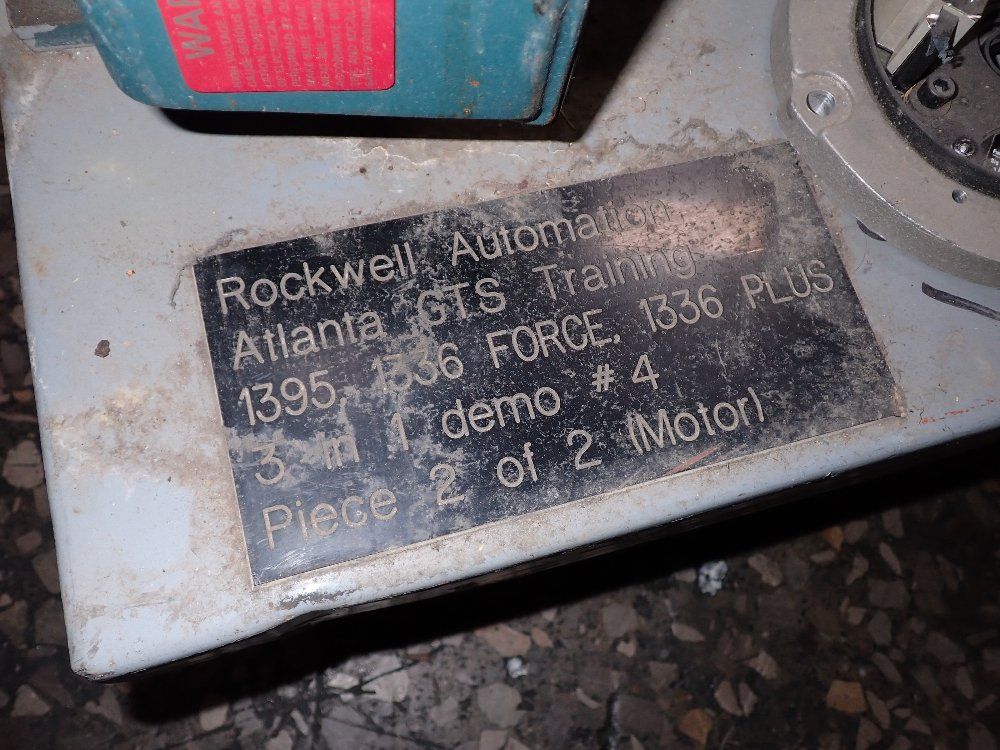 WAR
Rockwell Automation
Atlanta GTS Training
1395, 1336 FORCE, 1336 PLUS
3 in 1 demo #4
Piece 2 of 2 (Motor)